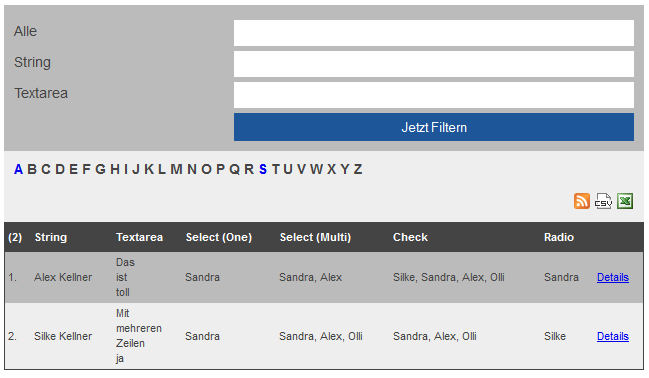 Alle
String
Textarea
Jetzt Filtern
A B C D E F G H I J K L M N O P Q R S T U V W X Y Z
CSV
(2) String Textarea Select (One) Select (Multi) Check Radio
1. Alex Kellner Das ist toll Sandra Sandra, Alex Silke, Sandra, Alex, Olli Sandra Details
2. Silke Kellner Mit mehreren Zeilen ja Sandra Sandra, Alex, Olli Sandra, Alex, Olli Silke Details